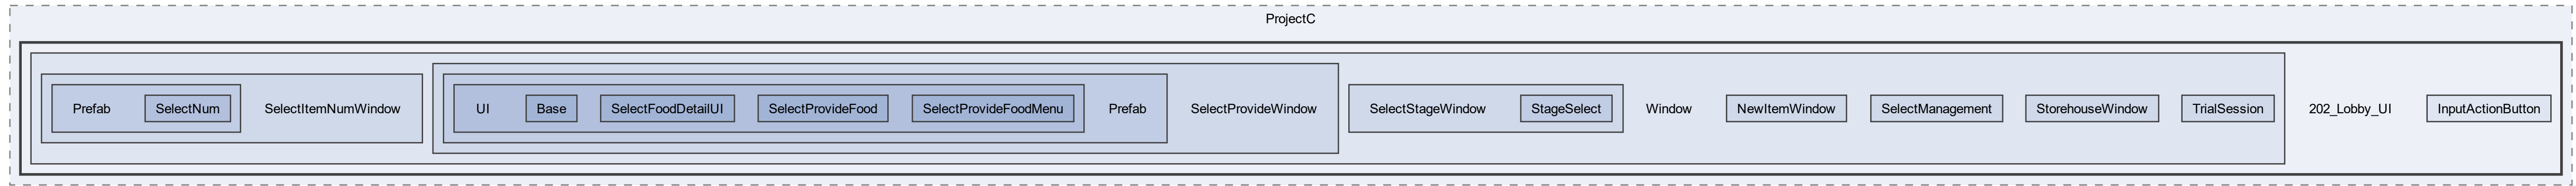 ProjectC
Prefab
SelectNum
SelectItemNumWindow
UI
Base
SelectFoodDetailUI
SelectProvideFood
SelectProvideFoodMenu
Prefab
SelectProvideWindow
SelectStageWindow
StageSelect
Window
NewItemWindow
SelectManagement
StorehouseWindow
TrialSession
202_Lobby_UI
InputActionButton